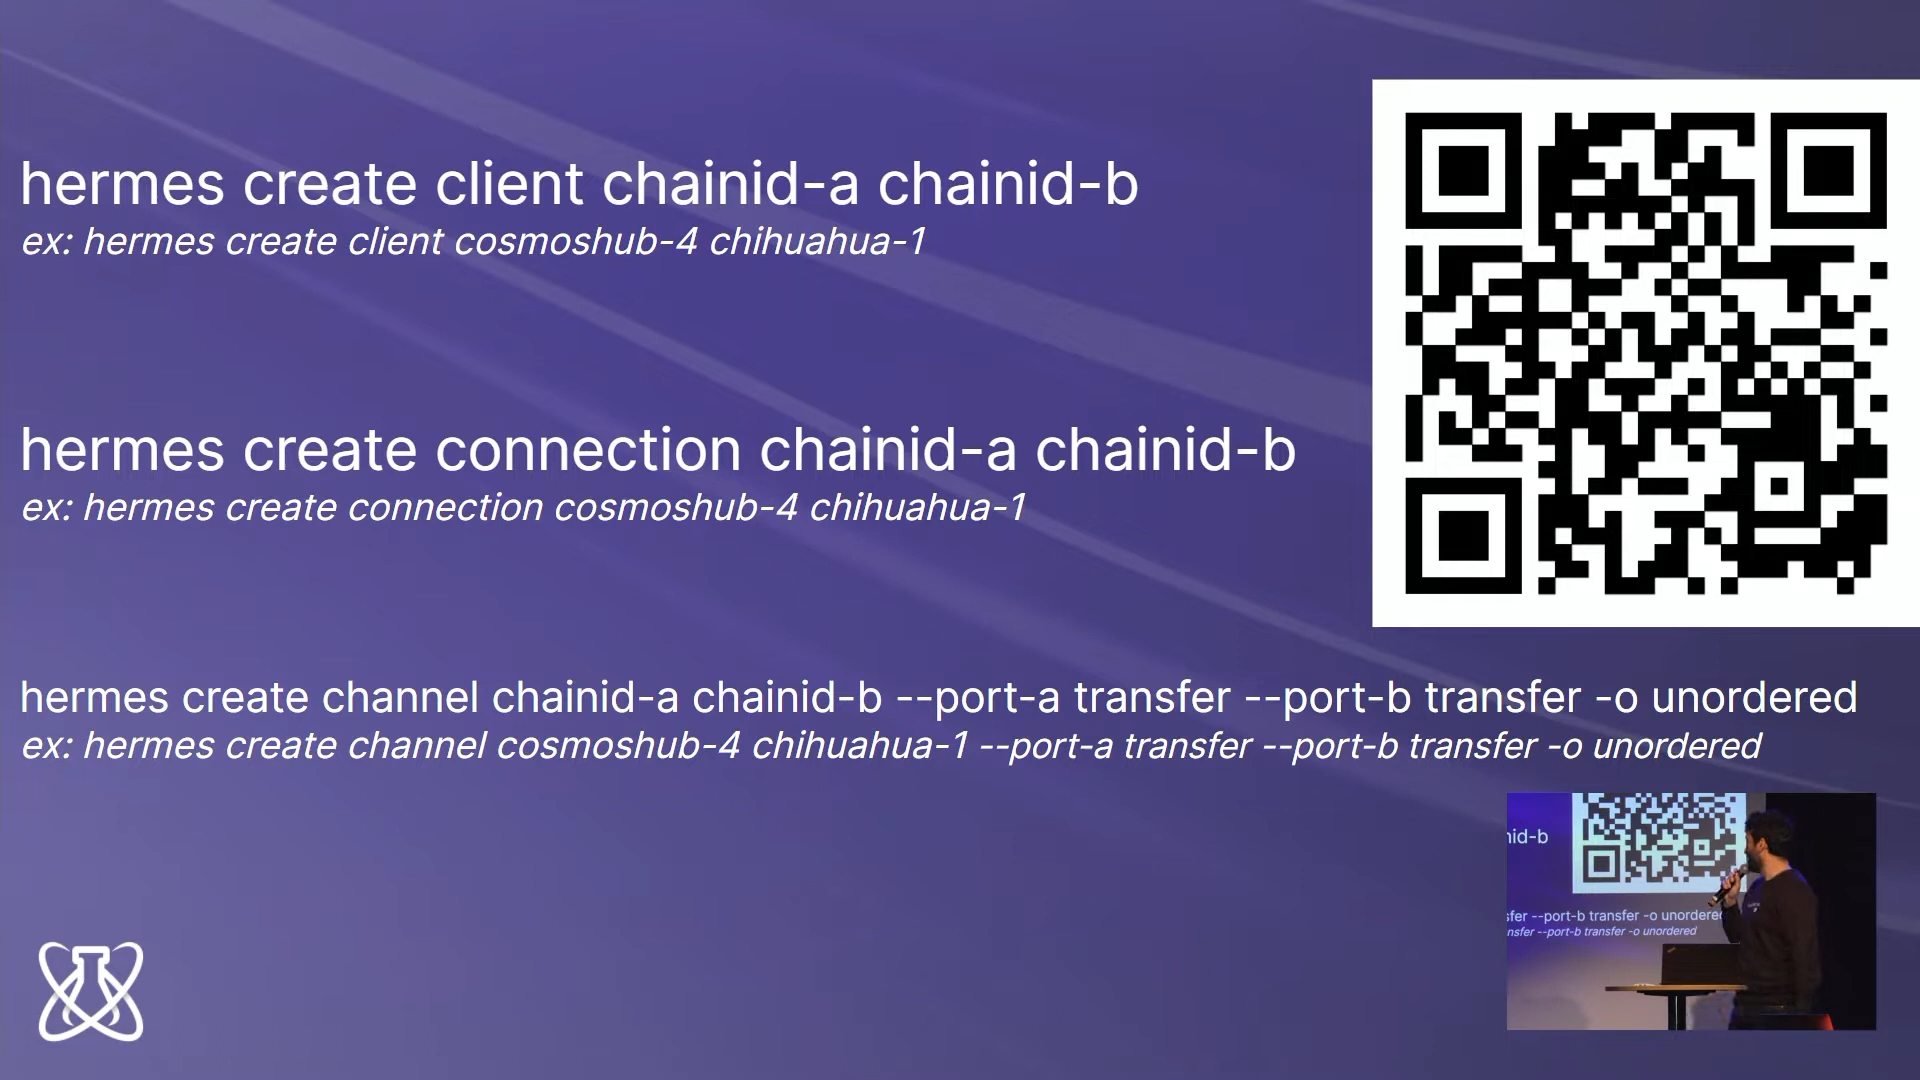 hermes create client chainid-a chainid-b
ex: hermes create client cosmoshub-4 chihuahua-1
hermes create connection chainid-a chainid-b
ex: hermes create connection cosmoshub-4 chihuahua-1
hermes create channel chainid-a chainid-b --port-a transfer --port-b transfer -o unordered
ex: hermes create channel cosmoshub-4 chihuahua-1 --port-a transfer --port-b transfer -o unordered
nid-b
sfer --port-b transfer -o unordered
nsfer --port-b transfer -o unordered